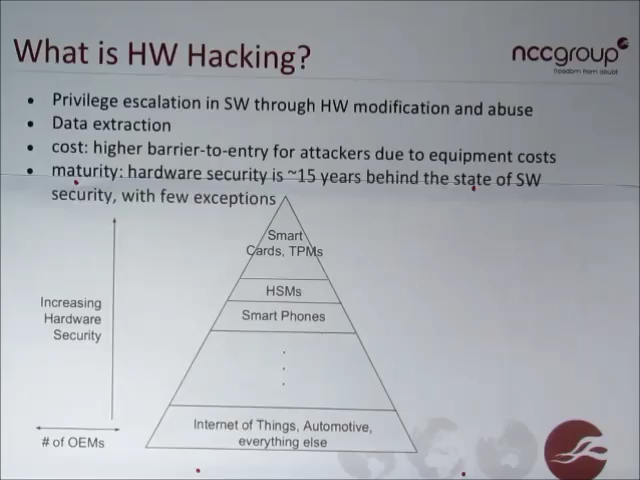 What is HW Hacking?
nccgroup
freedom from doubt
• Privilege escalation in SW through HW modification and abuse
• Data extraction
• cost: higher barrier-to-entry for attackers due to equipment costs
• maturity: hardware security is ~15 years behind the state of SW
security, with few exceptions
Smart
Cards, TPMs
HSMs
Smart Phones
.
.
.
Internet of Things, Automotive,
everything else
Increasing
Hardware
Security
# of OEMs